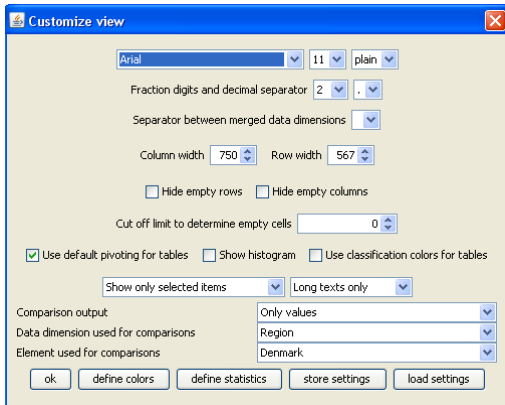 Customize view
Arial 11 plain
Fraction digits and decimal separator 2 .
Separator between merged data dimensions
Column width 750 Row width 567
Hide empty rows Hide empty columns
Cut off limit to determine empty cells 0
Use default pivoting for tables Show histogram Use classification colors for tables
Show only selected items Long texts only
Comparison output Only values
Data dimension used for comparisons Region
Element used for comparisons Denmark
ok define colors define statistics store settings load settings